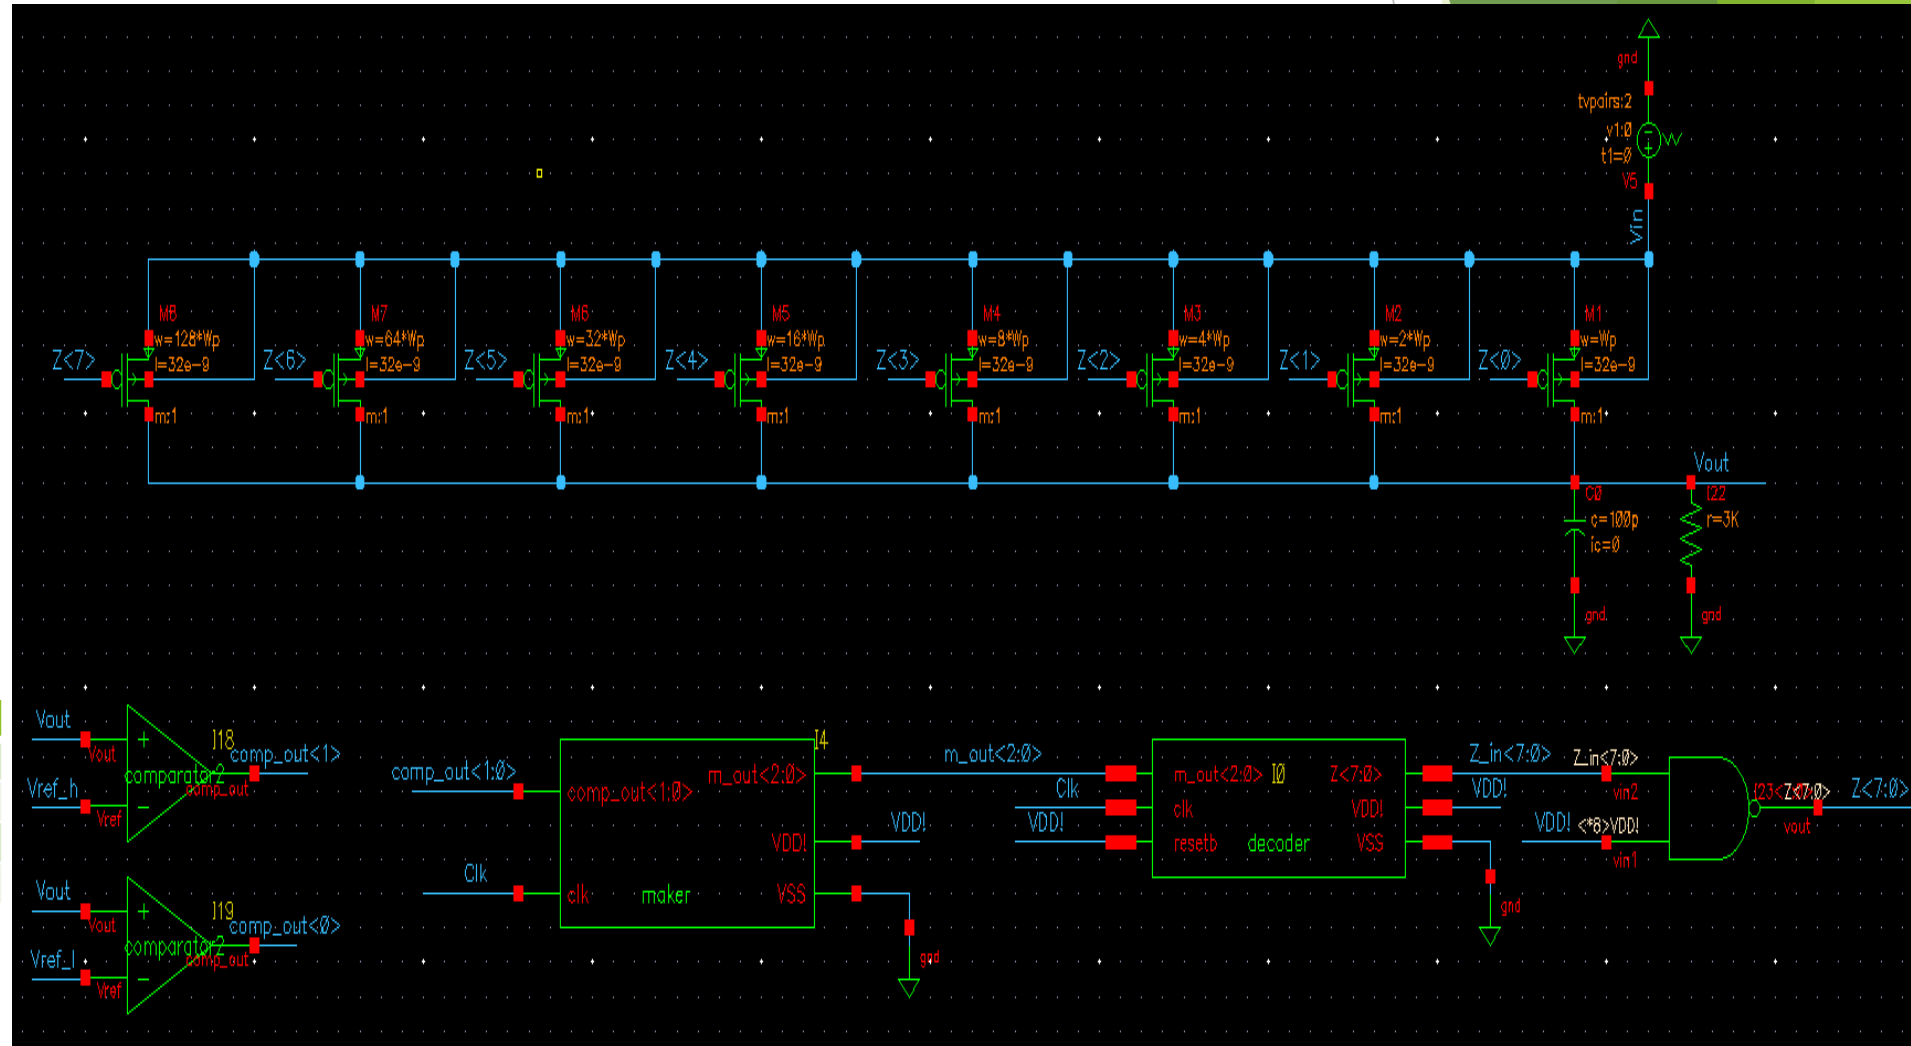 gnd
tvpairs:2
v1:0
t1=0
V5
Vin
M8
w=128*Wp
Z<7>
l=32e-9
m:1
M7
w=64*Wp
Z<6>
l=32e-9
m:1
M6
w=32*Wp
Z<5>
l=32e-9
m:1
M5
w=16*Wp
Z<4>
l=32e-9
m:1
M4
w=8*Wp
Z<3>
l=32e-9
m:1
M3
w=4*Wp
Z<2>
l=32e-9
m:1
M2
w=2*Wp
Z<1>
l=32e-9
m:1
M1
w=Wp
Z<0>
l=32e-9
m:1
Vout
C0
c=100p
ic=0
gnd
I22
r=3K
gnd
Vout
Vout
+
I18
comp_out<1>
comparator2
comp_out
Vref_h
Vref
−
Vout
Vout
+
I19
comp_out<0>
comparator2
comp_out
Vref_l
Vref
−
I4
comp_out<1:0>
comp_out<1:0>
m_out<2:0>
VDD!
VDD!
Clk
clk
maker
VSS
gnd
m_out<2:0>
m_out<2:0>
I0
Z<7:0>
Clk
clk
VDD!
VDD!
VDD!
resetb
decoder
VSS
gnd
Z_in<7:0>
Z_in<7:0>
vin2
VDD!
<*8>VDD!
vin1
Z<7:0>
vout
Z<7:0>